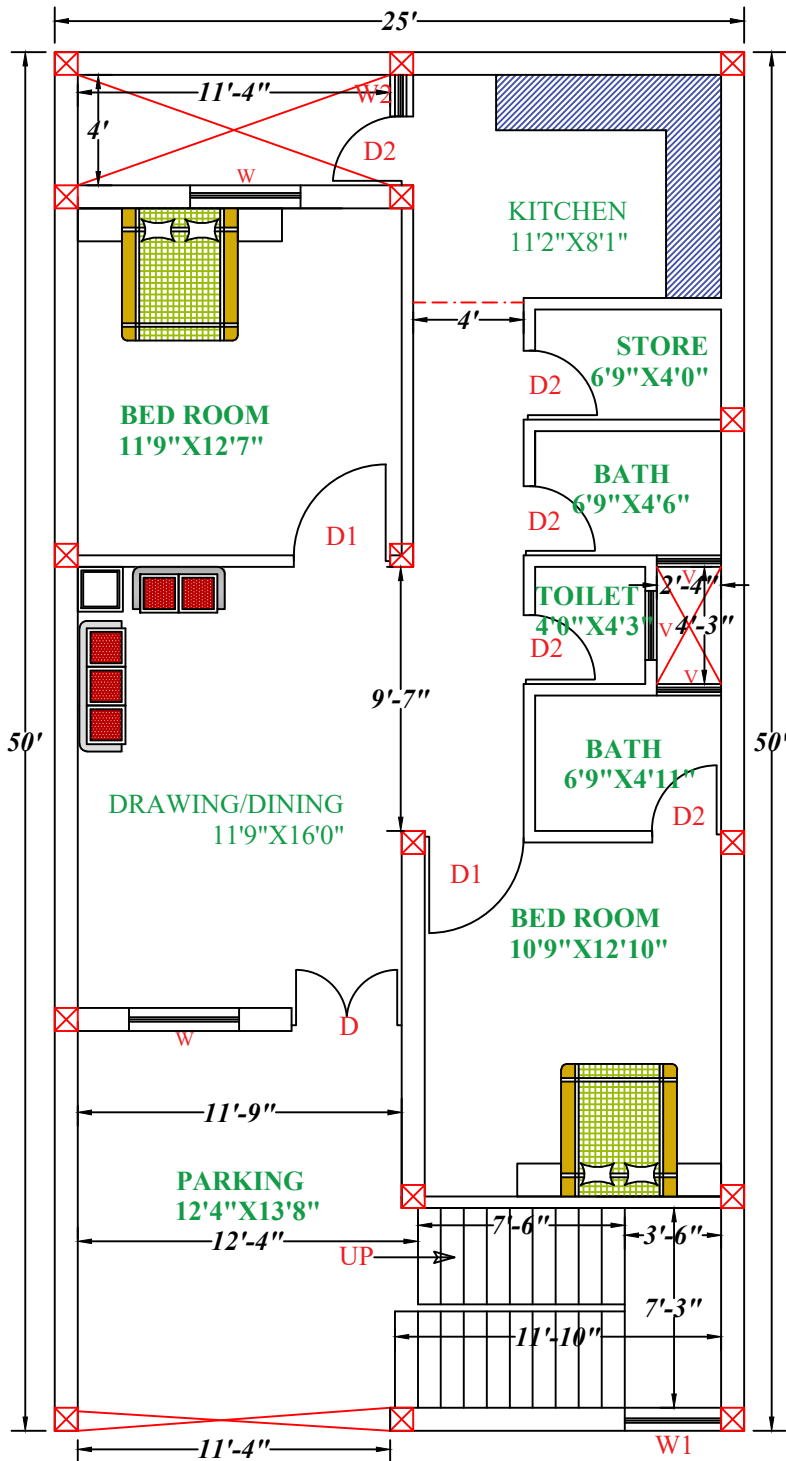 25'
11'-4"
W2
4'
D2
W
KITCHEN
11'2"X8'1"
4'
STORE
6'9"X4'0"
D2
BED ROOM
11'9"X12'7"
BATH
6'9"X4'6"
D2
D1
TOILET
4'0"X4'3"
D2
V
2'-4"
V
4'-3"
V
9'-7"
50'
50'
BATH
6'9"X4'11"
D2
DRAWING/DINING
11'9"X16'0"
D1
BED ROOM
10'9"X12'10"
D
W
11'-9"
PARKING
12'4"X13'8"
12'-4"
UP
7'-6"
3'-6"
7'-3"
11'-10"
W1
11'-4"